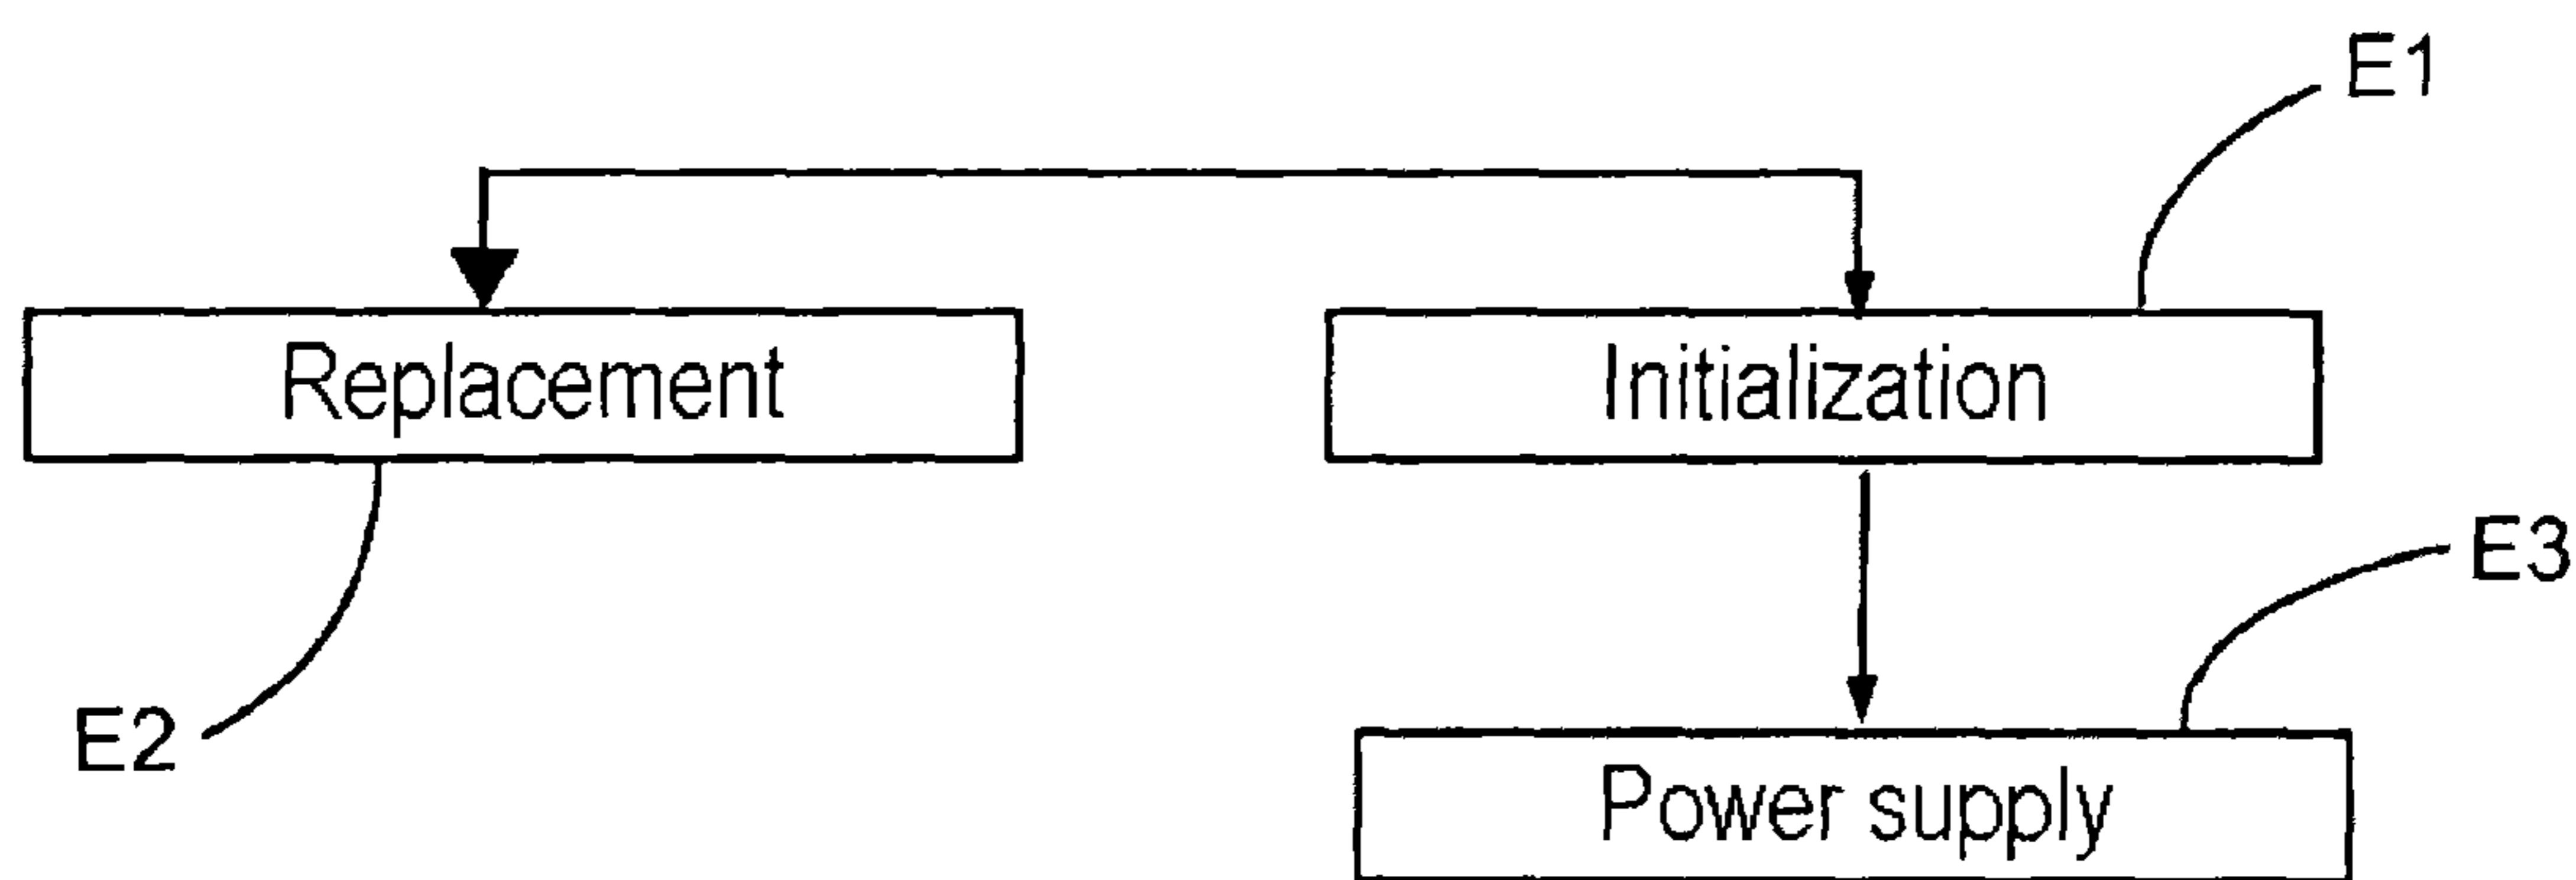 E1
Replacement
Initialization
E3
E2
Power supply